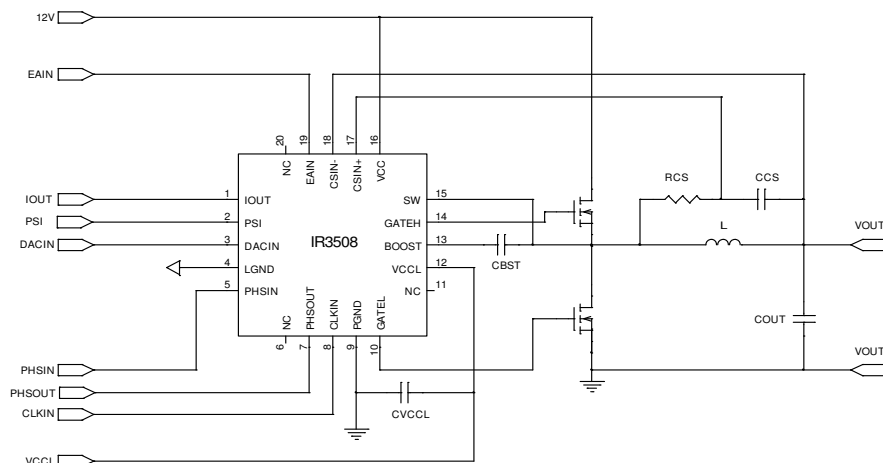 12V
EAIN
20
19
18
17
16
NC
EAIN
CSIN-
CSIN+
VCC
RCS
CCS
IOUT
1
IOUT
SW
15
PSI
2
PSI
GATEH
14
DACIN
3
DACIN
IR3508
BOOST
13
L
VOUT
4
LGND
VCCL
12
CBST
5
PHSIN
NC
11
NC
PHSOUT
CLKIN
PGND
GATEL
COUT
6
7
8
9
10
VOUT
PHSIN
PHSOUT
CVCCL
CLKIN
VCCL